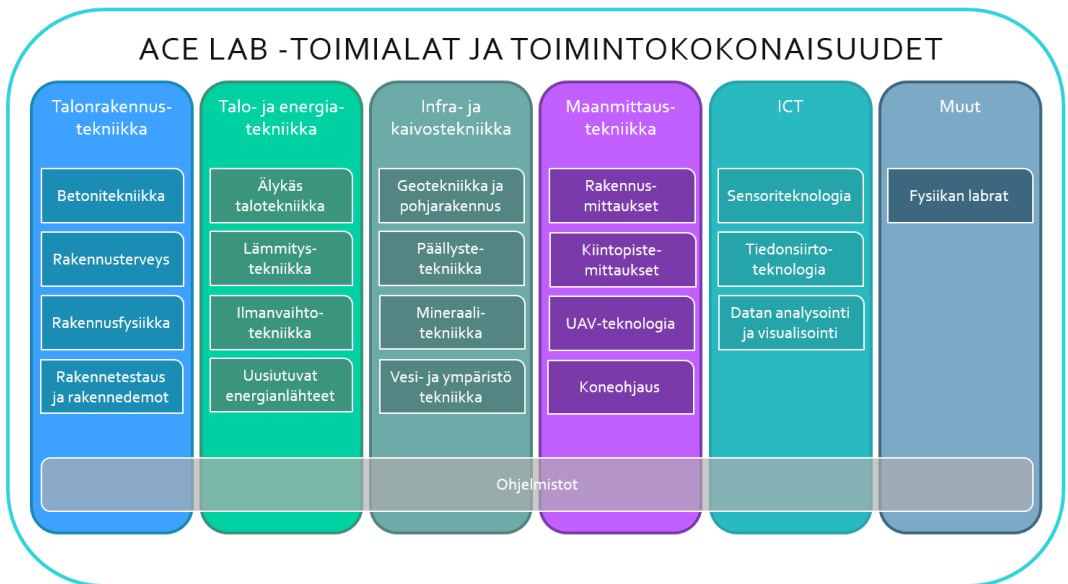 ACE LAB -TOIMIALAT JA TOIMINTOKOKONAISUUDET
Talonrakennus-
tekniikka
Betonitekniikka
Rakennusterveys
Rakennusfysiikka
Rakennetestaus
ja rakennedemot
Talo- ja energia-
tekniikka
Älykäs
talotekniikka
Lämmitys-
tekniikka
Ilmanvaihto-
tekniikka
Uusiutuvat
energianlähteet
Infra- ja
kaivostekniikka
Geotekniikka ja
pohjarakennus
Päällyste-
tekniikka
Mineraali-
tekniikka
Vesi- ja ympäristö
tekniikka
Maanmittaus-
tekniikka
Rakennus-
mittaukset
Kiintopiste-
mittaukset
UAV-teknologia
Koneohjaus
ICT
Sensoriteknologia
Tiedonsiirto-
teknologia
Datan analysointi
ja visualisointi
Muut
Fysiikan labrat
Ohjelmistot